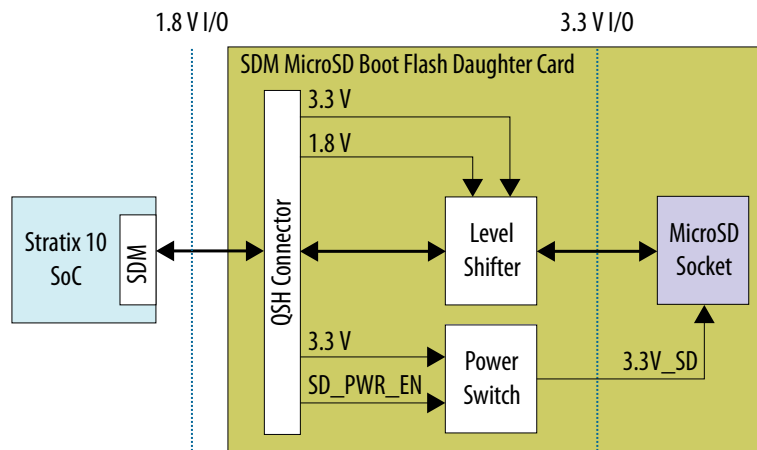 1.8 V I/O
3.3 V I/O
SDM MicroSD Boot Flash Daughter Card
3.3 V
1.8 V
Stratix 10
SoC
SDM
QSH Connector
Level
Shifter
MicroSD
Socket
3.3 V
SD_PWR_EN
Power
Switch
3.3V_SD